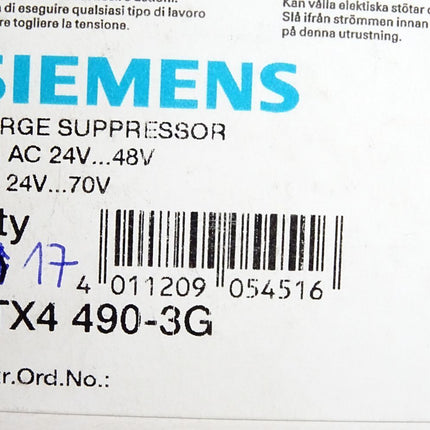 di eseguire qualsiasi tipo di lavoro
re togliere la tensione.
Kan vålla elektiska stötar
Slå ifrån strömmen innan
på denna utrustning.
SIEMENS
RGE SUPPRESSOR
AC 24V...48V
24V...70V
ty
17
4 011209 054516
TX4 490-3G
r.Ord.No.: